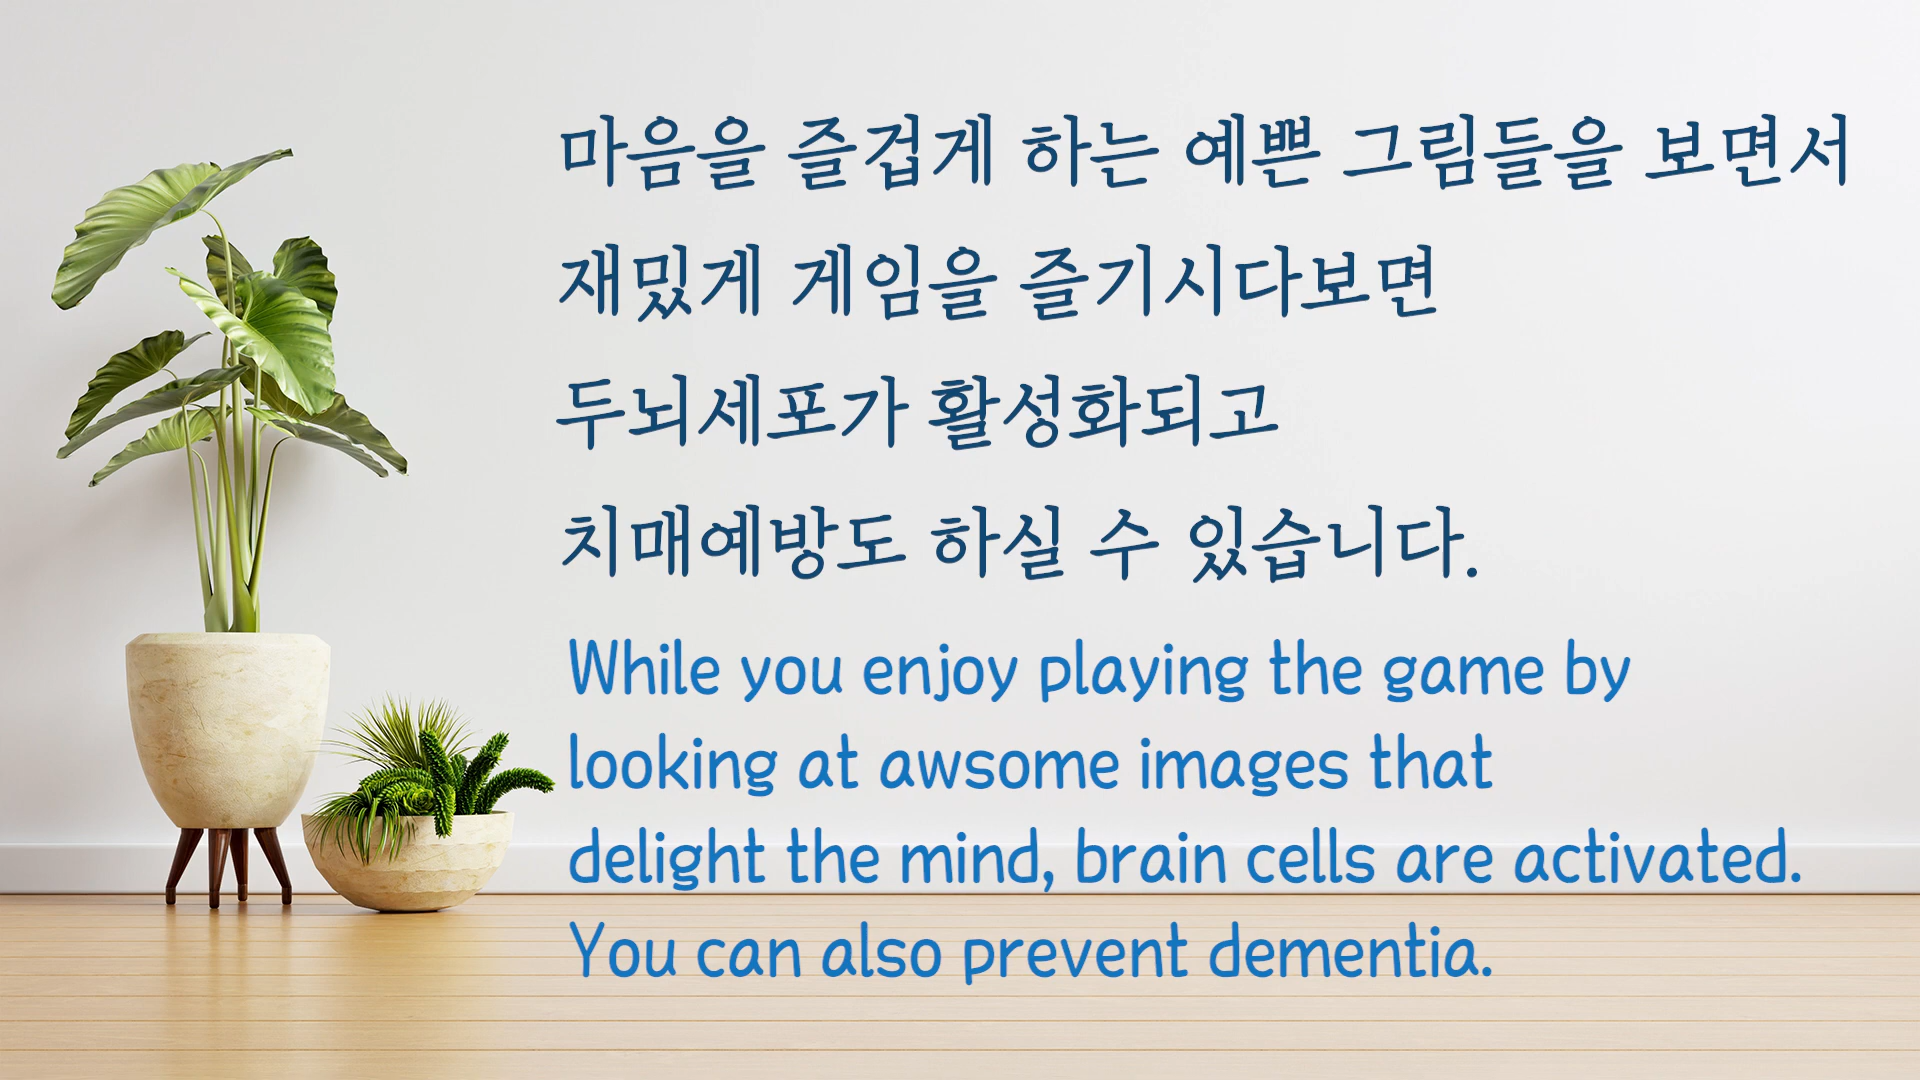 마음을 즐겁게 하는 예쁜 그림들을 보면서
재밌게 게임을 즐기시다보면
두뇌세포가 활성화되고
치매예방도 하실 수 있습니다.
While you enjoy playing the game by
looking at awsome images that
delight the mind, brain cells are activated.
You can also prevent dementia.